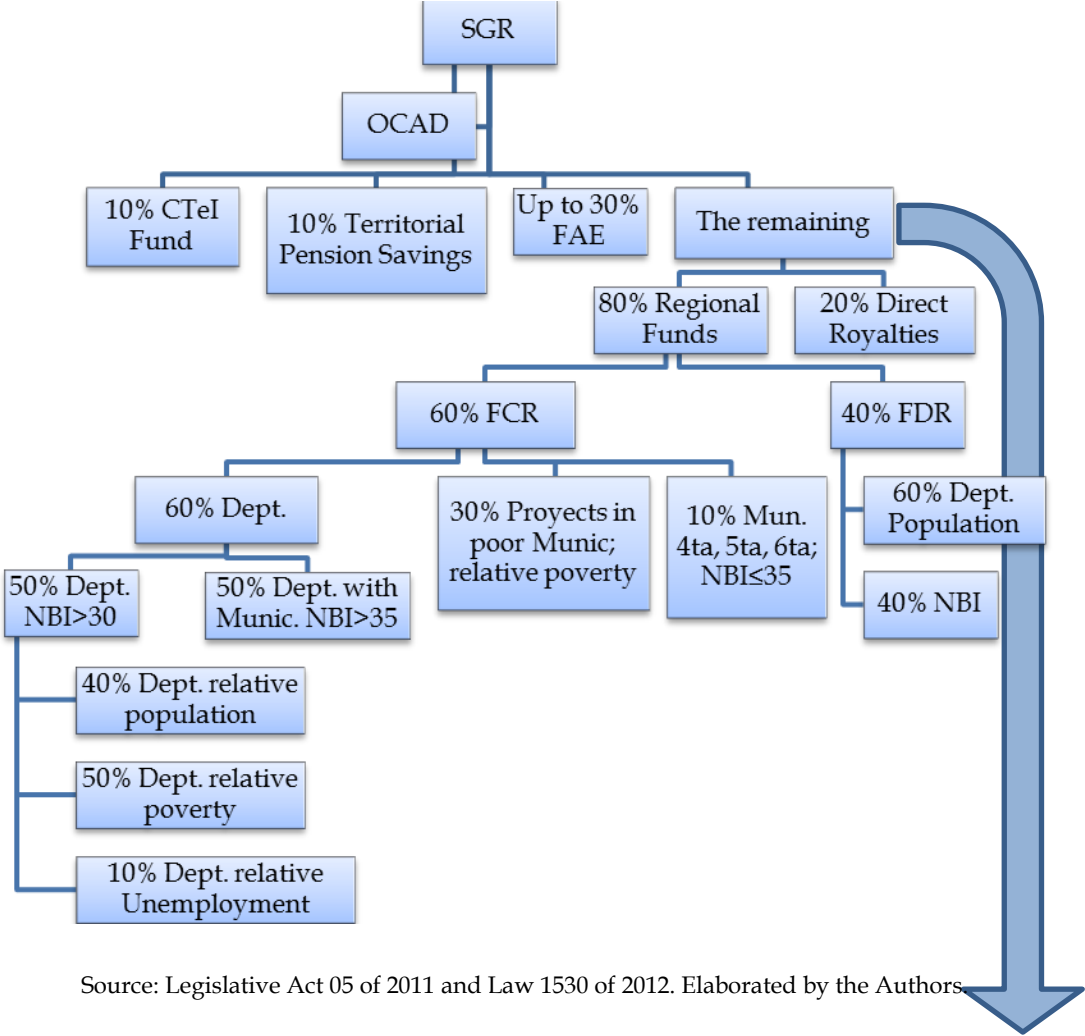 SGR
OCAD
10% CTeI
Fund
10% Territorial
Pension Savings
Up to 30%
FAE
The remaining
80% Regional
Funds
20% Direct
Royalties
60% FCR
40% FDR
60% Dept.
30% Proyects in
poor Munic;
relative poverty
10% Mun.
4ta, 5ta, 6ta;
NBI≤35
60% Dept.
Population
40% NBI
50% Dept.
NBI>30
50% Dept. with
Munic. NBI>35
40% Dept. relative
population
50% Dept. relative
poverty
10% Dept. relative
Unemployment
Source: Legislative Act 05 of 2011 and Law 1530 of 2012. Elaborated by the Authors.